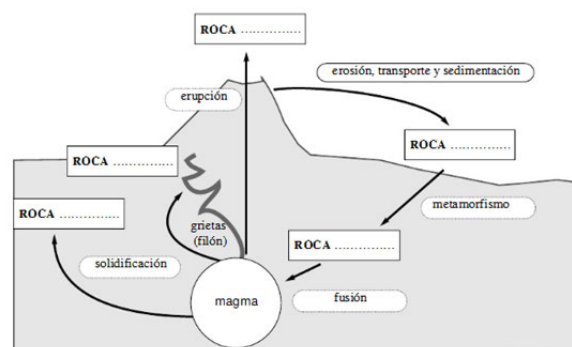 ROCA ...............
erosión, transporte y sedimentación
erupción
ROCA ...............
ROCA ...............
ROCA ...............
metamorfismo
grietas
(filón)
ROCA ...............
solidificación
magma
fusión